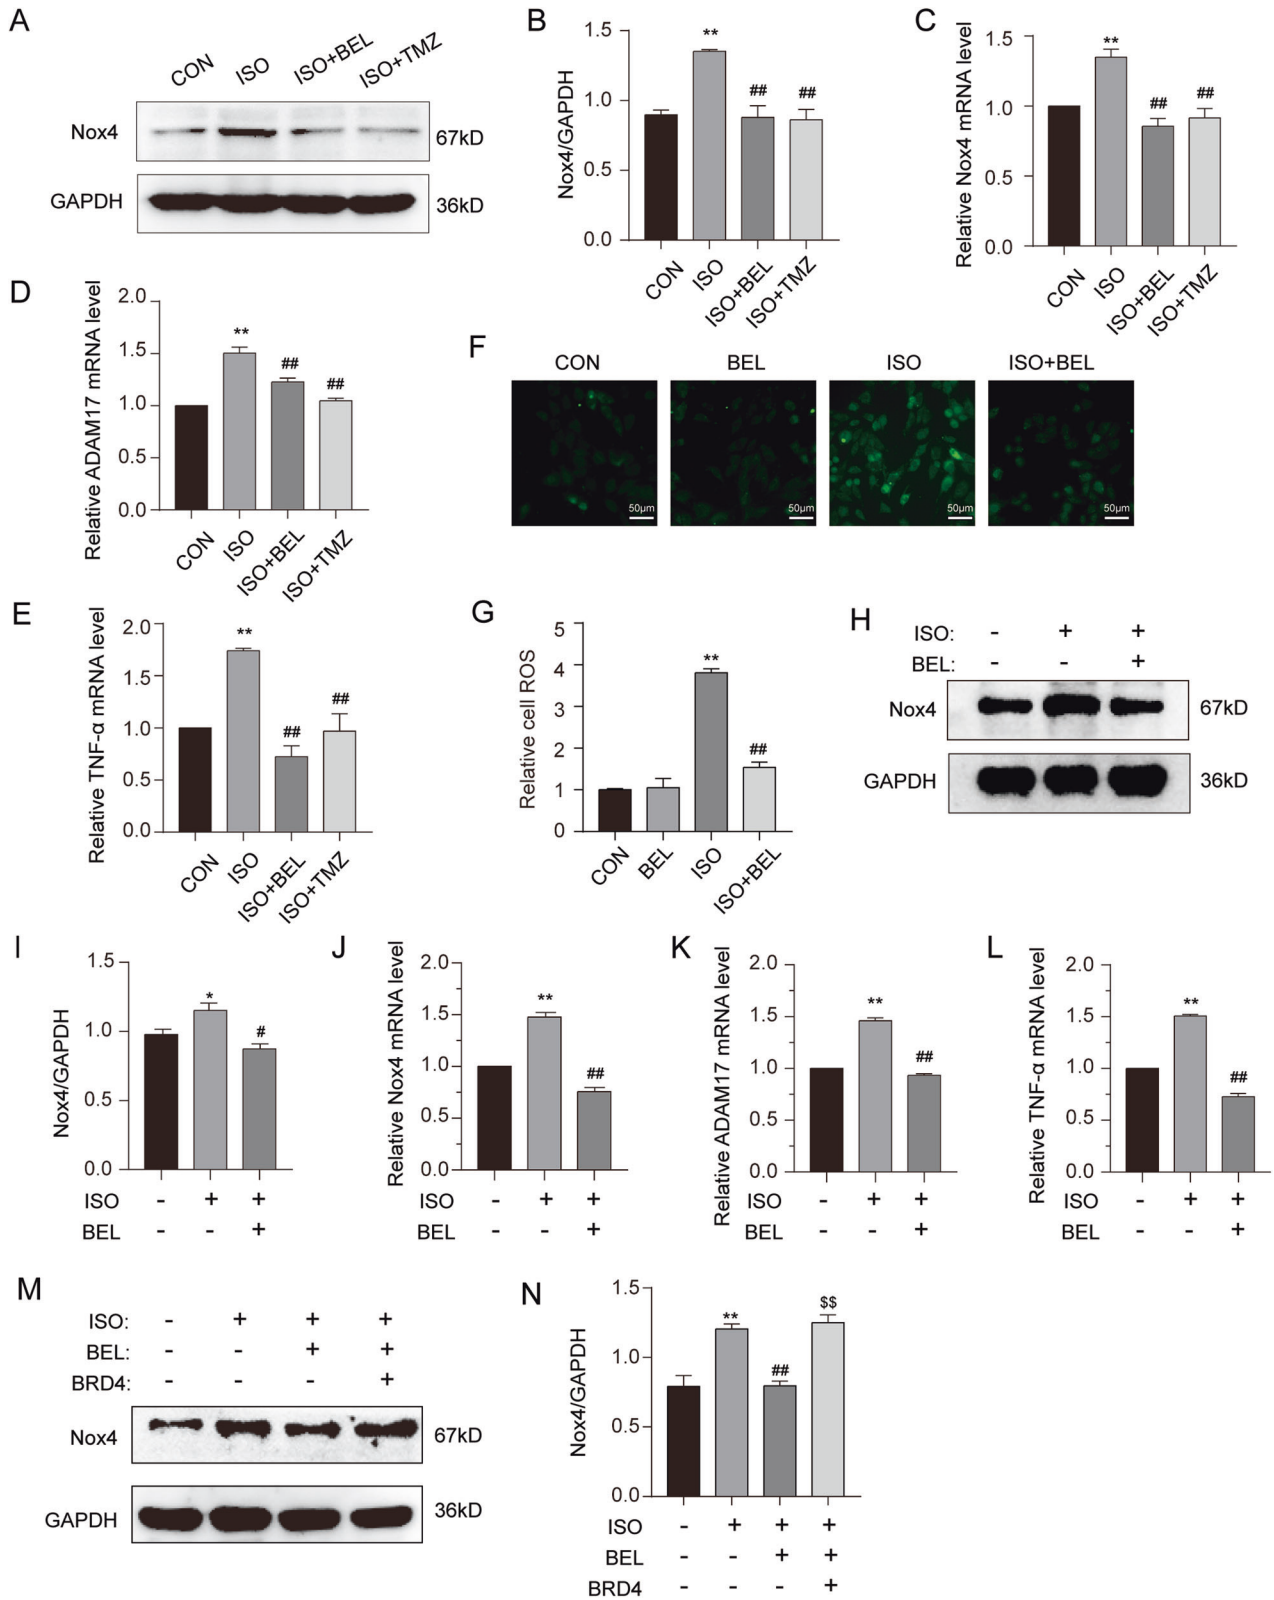 A
CON ISO ISO+BEL ISO+TMZ
Nox4 67kD
GAPDH 36kD
B
Nox4/GAPDH
1.5
1.0
0.5
0.0
**
##
##
CON ISO ISO+BEL ISO+TMZ
C
Relative Nox4 mRNA level
1.5
1.0
0.5
0.0
**
##
##
CON ISO ISO+BEL ISO+TMZ
D
Relative ADAM17 mRNA level
2.0
1.5
1.0
0.5
0.0
**
##
##
CON ISO ISO+BEL ISO+TMZ
F
CON BEL ISO ISO+BEL
50μm 50μm 50μm 50μm
E
Relative TNF-α mRNA level
2.0
1.5
1.0
0.5
0.0
**
##
##
CON ISO ISO+BEL ISO+TMZ
G
Relative cell ROS
5
4
3
2
1
0
**
##
CON BEL ISO ISO+BEL
H
ISO: - + +
BEL: - - +
Nox4 67kD
GAPDH 36kD
I
Nox4/GAPDH
1.5
1.0
0.5
0.0
*
#
ISO - + +
BEL - - +
J
Relative Nox4 mRNA level
2.0
1.5
1.0
0.5
0.0
**
##
ISO - + +
BEL - - +
K
Relative ADAM17 mRNA level
2.0
1.5
1.0
0.5
0.0
**
##
ISO - + +
BEL - - +
L
Relative TNF-α mRNA level
2.0
1.5
1.0
0.5
0.0
**
##
ISO - + +
BEL - - +
M
ISO: - + + +
BEL: - - + +
BRD4: - - - +
Nox4 67kD
GAPDH 36kD
N
Nox4/GAPDH
1.5
1.0
0.5
0.0
**
##
$$
ISO - + + +
BEL - - + +
BRD4 - - - +